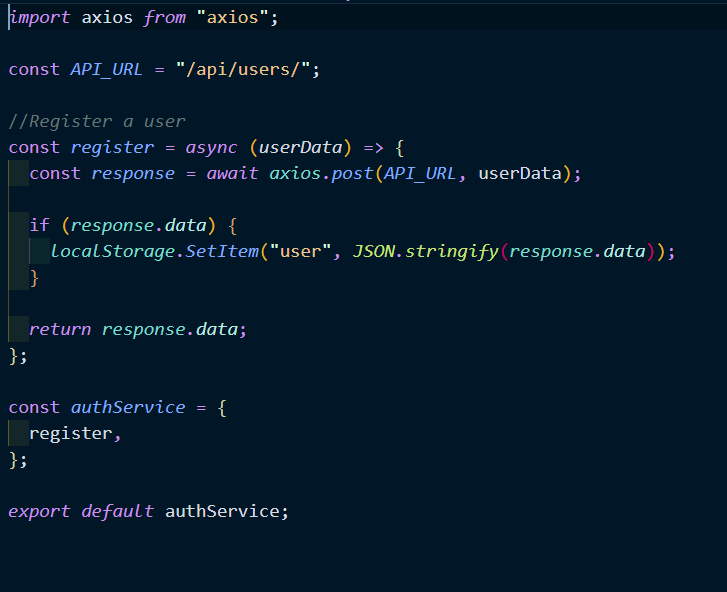 import axios from "axios";
const API_URL = "/api/users/";
//Register a user
const register = async (userData) => {
const response = await axios.post(API_URL, userData);
if (response.data) {
localStorage.SetItem("user", JSON.stringify(response.data));
}
return response.data;
};
const authService = {
register,
};
export default authService;